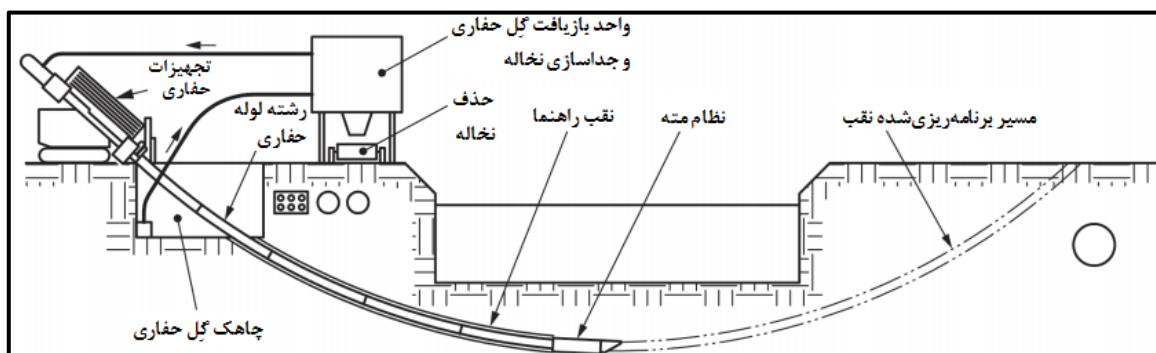 واحد بازیافت گِل حفاری
و جداسازی نخاله
تجهیزات
حفاری
رشته لوله
حفاری
حذف
نخاله
نقب راهنما
نظام مته
مسیر برنامه‌ریزی‌شده نقب
چاهک گِل حفاری